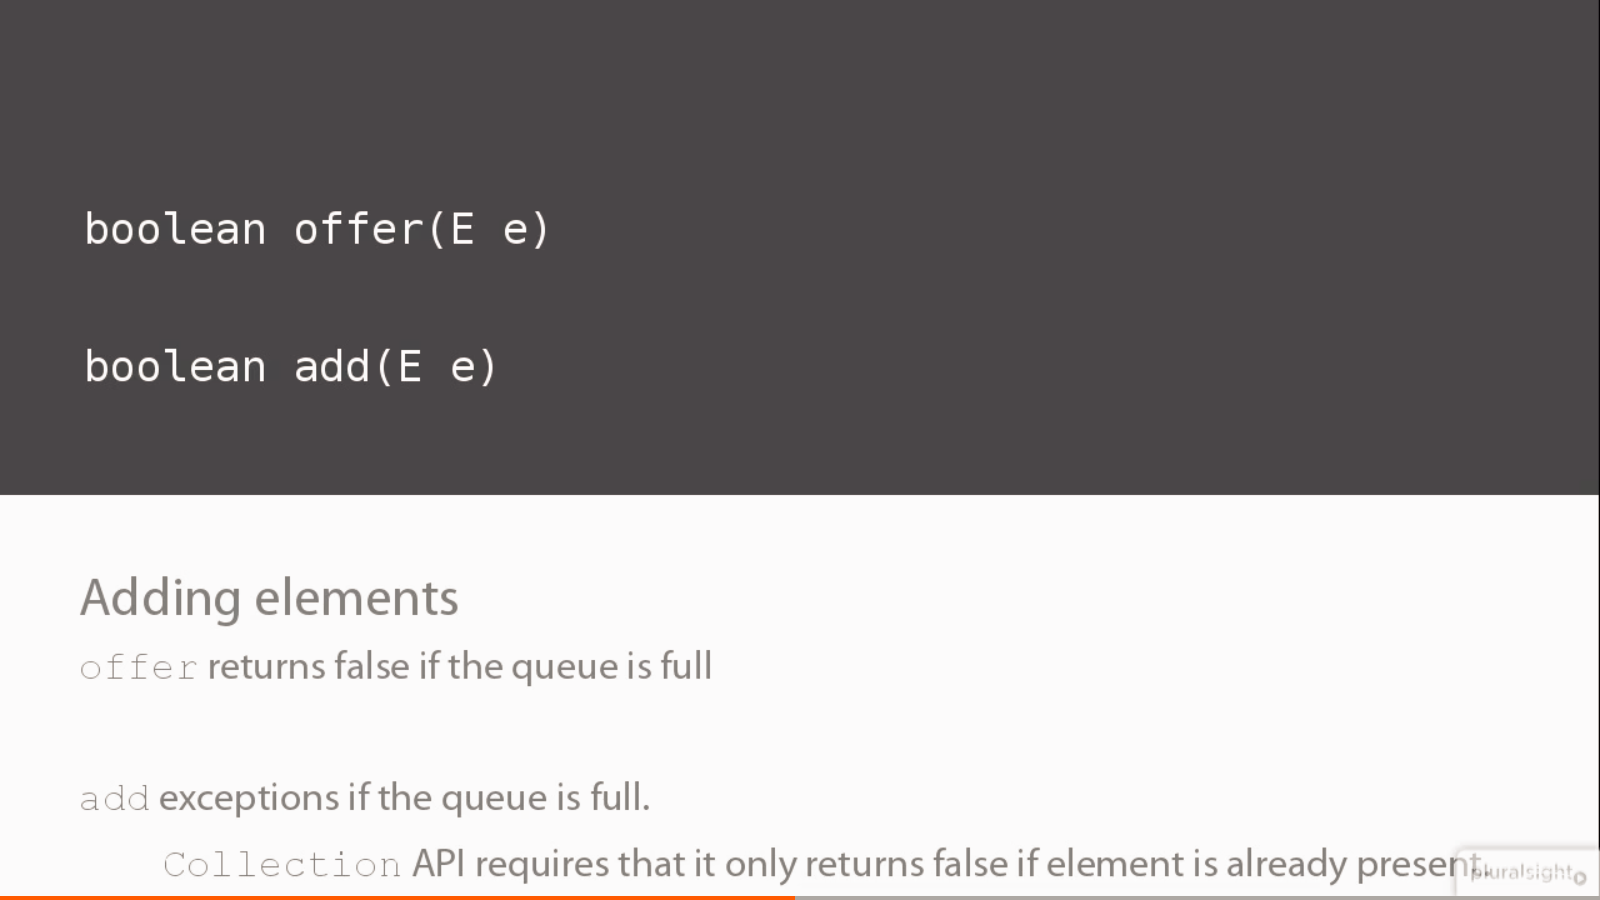 boolean offer(E e)
boolean add(E e)
Adding elements
offer returns false if the queue is full
add exceptions if the queue is full.
Collection API requires that it only returns false if element is already present.
pluralsight